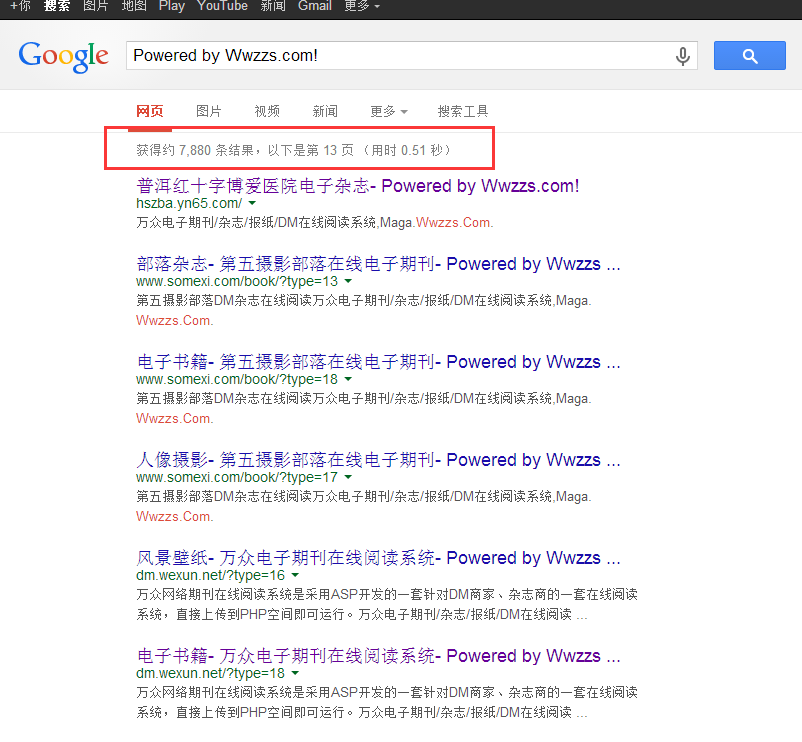 +你 搜索 图片 地图 Play YouTube 新闻 Gmail 更多
Google
Powered by Wwzzs.com!
网页 图片 视频 新闻 更多 搜索工具
获得约 7,880 条结果，以下是第 13 页 （用时 0.51 秒）
普洱红十字博爱医院电子杂志- Powered by Wwzzs.com!
hszba.yn65.com/
万众电子期刊/杂志/报纸/DM在线阅读系统,Maga.Wwzzs.Com.
部落杂志- 第五摄影部落在线电子期刊- Powered by Wwzzs ...
www.somexi.com/book/?type=13
第五摄影部落DM杂志在线阅读万众电子期刊/杂志/报纸/DM在线阅读系统,Maga.
Wwzzs.Com.
电子书籍- 第五摄影部落在线电子期刊- Powered by Wwzzs ...
www.somexi.com/book/?type=18
第五摄影部落DM杂志在线阅读万众电子期刊/杂志/报纸/DM在线阅读系统,Maga.
Wwzzs.Com.
人像摄影- 第五摄影部落在线电子期刊- Powered by Wwzzs ...
www.somexi.com/book/?type=17
第五摄影部落DM杂志在线阅读万众电子期刊/杂志/报纸/DM在线阅读系统,Maga.
Wwzzs.Com.
风景壁纸- 万众电子期刊在线阅读系统- Powered by Wwzzs ...
dm.wexun.net/?type=16
万众网络期刊在线阅读系统是采用ASP开发的一套针对DM商家、杂志商的一套在线阅读
系统，直接上传到PHP空间即可运行。万众电子期刊/杂志/报纸/DM在线阅读 ...
电子书籍- 万众电子期刊在线阅读系统- Powered by Wwzzs ...
dm.wexun.net/?type=18
万众网络期刊在线阅读系统是采用ASP开发的一套针对DM商家、杂志商的一套在线阅读
系统，直接上传到PHP空间即可运行。万众电子期刊/杂志/报纸/DM在线阅读 ...